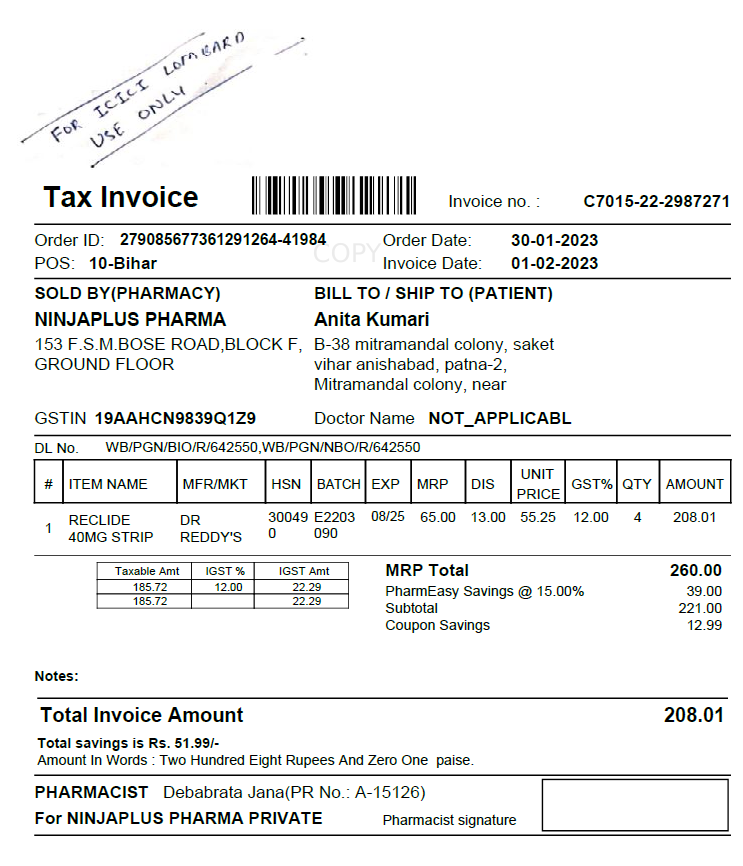 FOR ICICI LOMBARD
USE ONLY
Tax Invoice
Invoice no. : C7015-22-2987271
Order ID: 279085677361291264-41984 Order Date: 30-01-2023
COPY
POS: 10-Bihar Invoice Date: 01-02-2023
SOLD BY(PHARMACY) BILL TO / SHIP TO (PATIENT)
NINJAPLUS PHARMA Anita Kumari
153 F.S.M.BOSE ROAD,BLOCK F, B-38 mitramandal colony, saket
GROUND FLOOR vihar anishabad, patna-2,
Mitramandal colony, near
GSTIN 19AAHCN9839Q1Z9 Doctor Name NOT_APPLICABL
DL No. WB/PGN/BIO/R/642550,WB/PGN/NBO/R/642550
# ITEM NAME MFR/MKT HSN BATCH EXP MRP DIS UNIT PRICE GST% QTY AMOUNT
1 RECLIDE DR 30049 E2203 08/25 65.00 13.00 55.25 12.00 4 208.01
40MG STRIP REDDY'S 0 090
Taxable Amt IGST % IGST Amt
185.72 12.00 22.29
185.72 22.29
MRP Total 260.00
PharmEasy Savings @ 15.00% 39.00
Subtotal 221.00
Coupon Savings 12.99
Notes:
Total Invoice Amount 208.01
Total savings is Rs. 51.99/-
Amount In Words : Two Hundred Eight Rupees And Zero One paise.
PHARMACIST Debabrata Jana(PR No.: A-15126)
For NINJAPLUS PHARMA PRIVATE Pharmacist signature